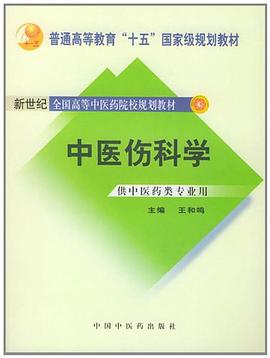 普通高等教育“十五”国家级规划教材
新世纪 全国高等中医药院校规划教材
中医伤科学
供中医药类专业用
主编 王和鸣
中国中医药出版社